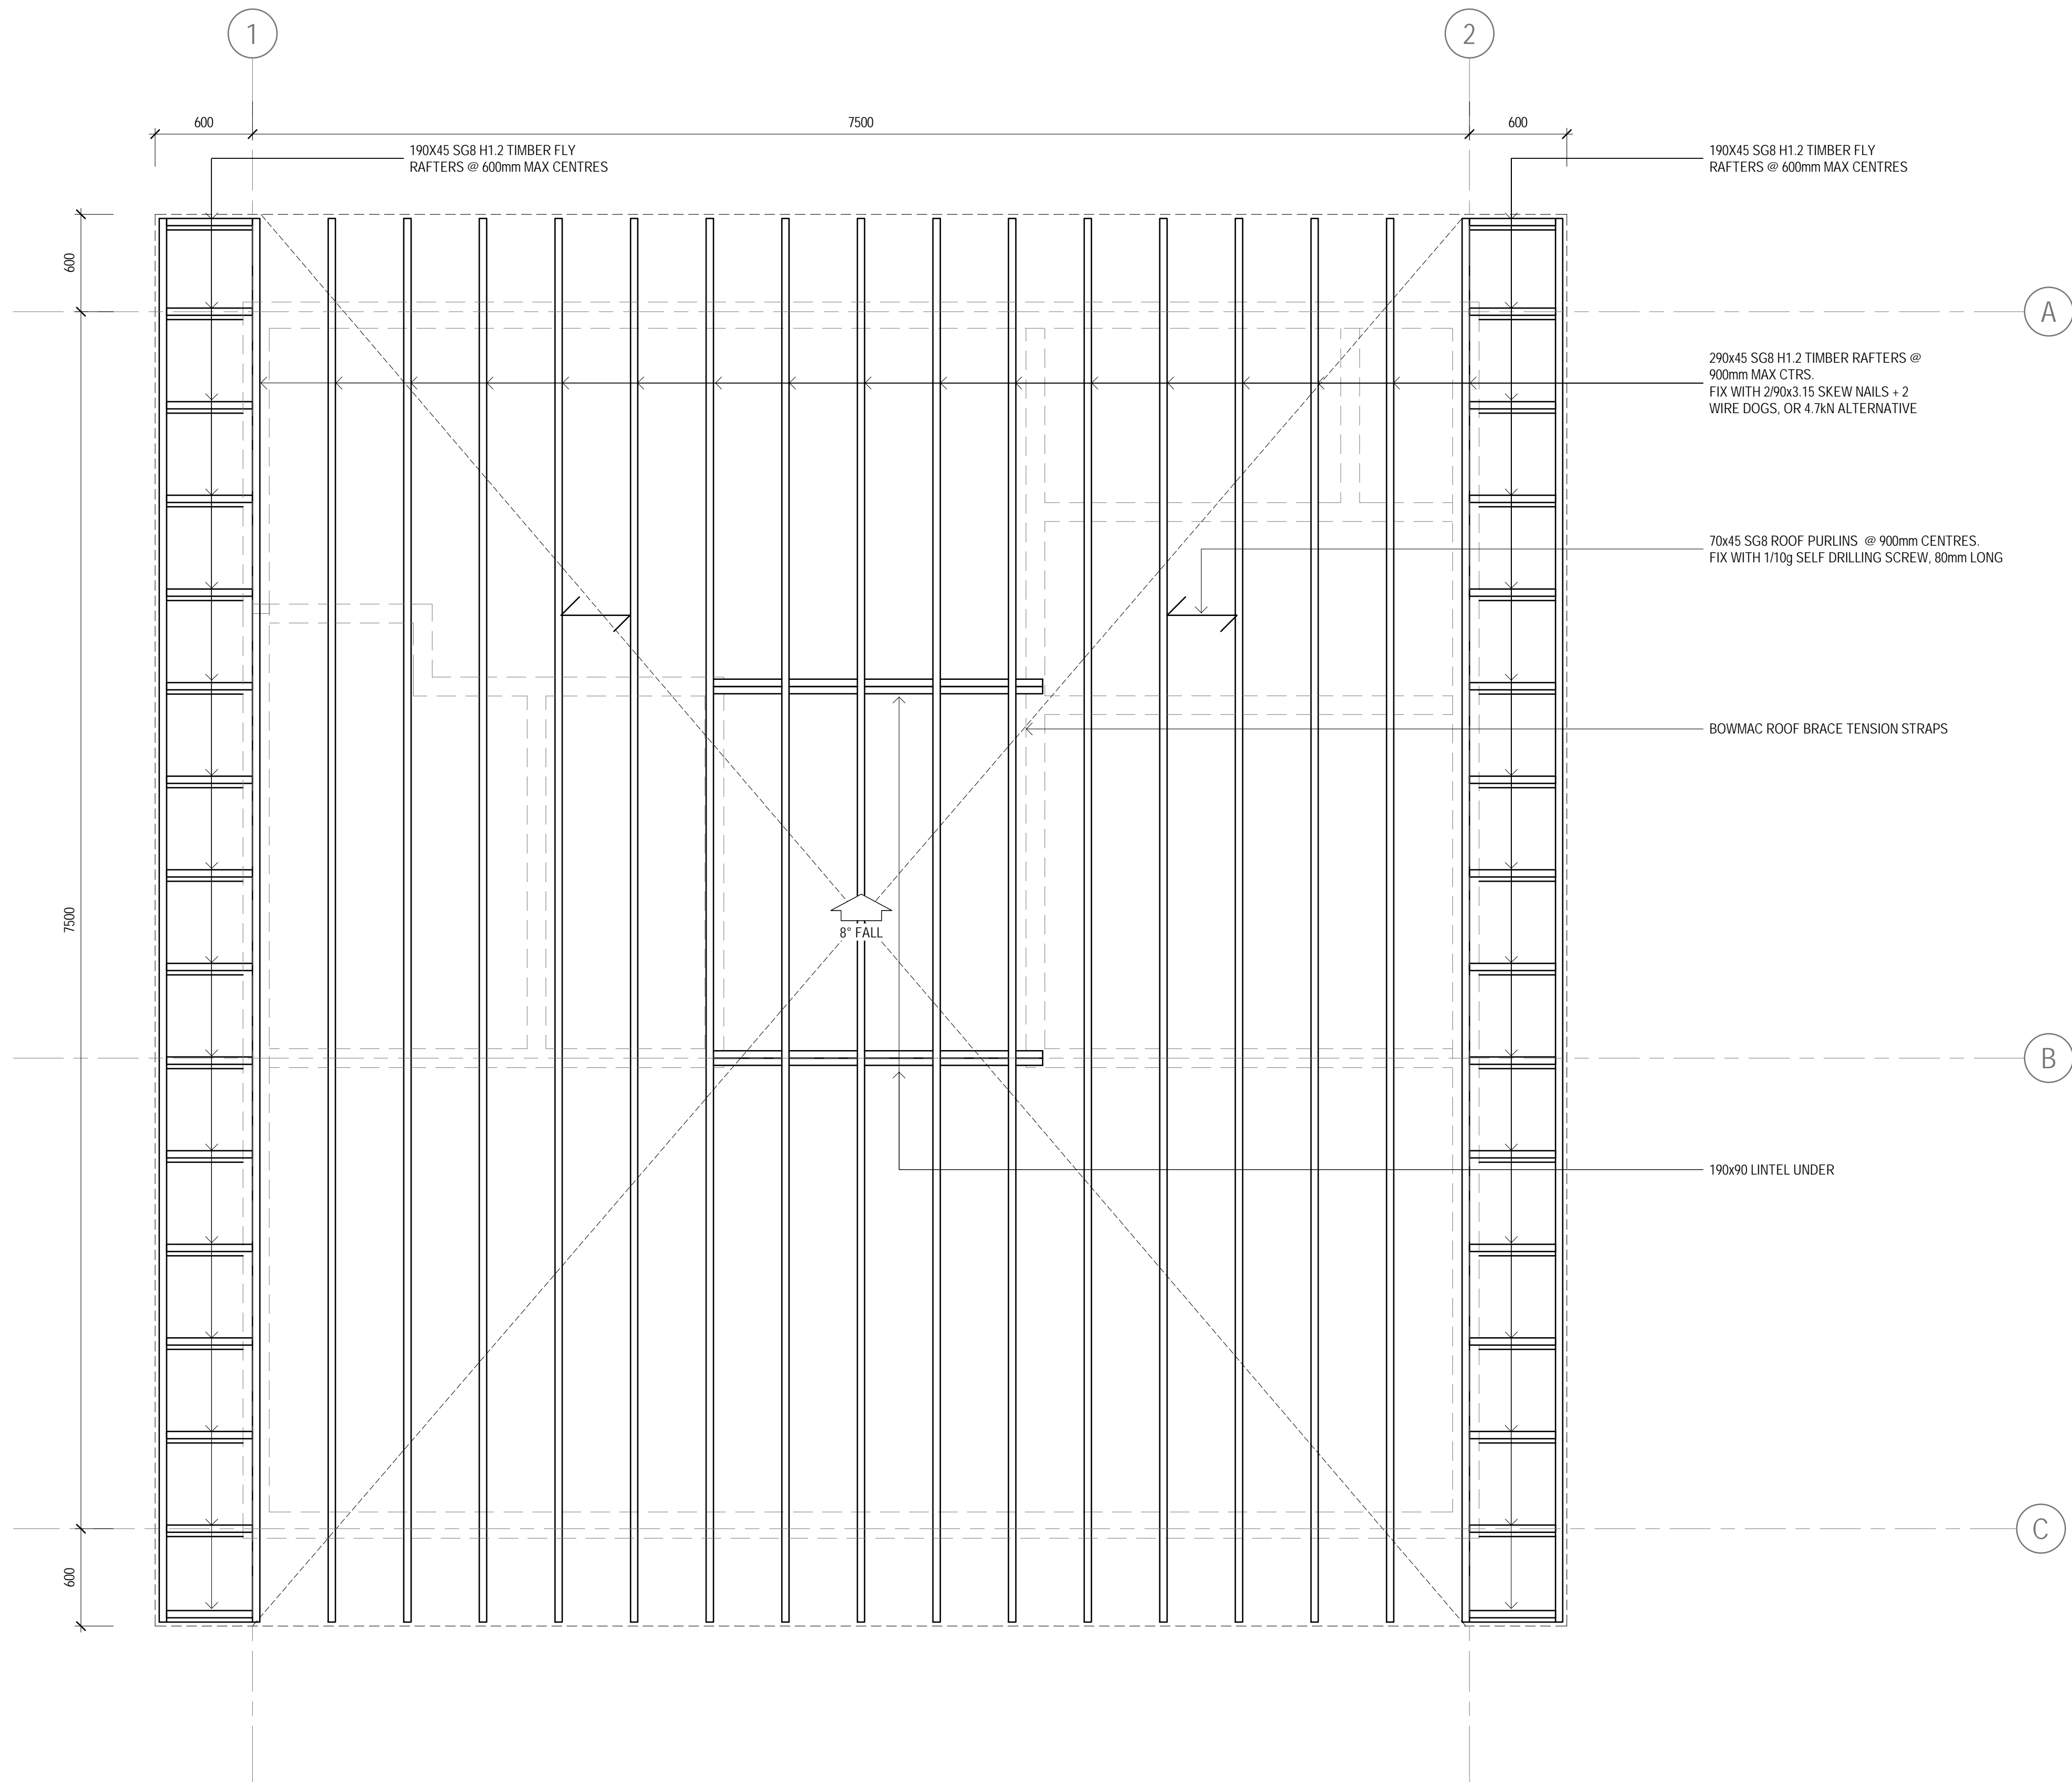 1
2
600
7500
600
190X45 SG8 H1.2 TIMBER FLY
RAFTERS @ 600mm MAX CENTRES
190X45 SG8 H1.2 TIMBER FLY
RAFTERS @ 600mm MAX CENTRES
600
A
290x45 SG8 H1.2 TIMBER RAFTERS @
900mm MAX CTRS.
FIX WITH 2/90x3.15 SKEW NAILS + 2
WIRE DOGS, OR 4.7kN ALTERNATIVE
70x45 SG8 ROOF PURLINS @ 900mm CENTRES.
FIX WITH 1/10g SELF DRILLING SCREW, 80mm LONG
BOWMAC ROOF BRACE TENSION STRAPS
7500
8° FALL
B
190x90 LINTEL UNDER
C
600